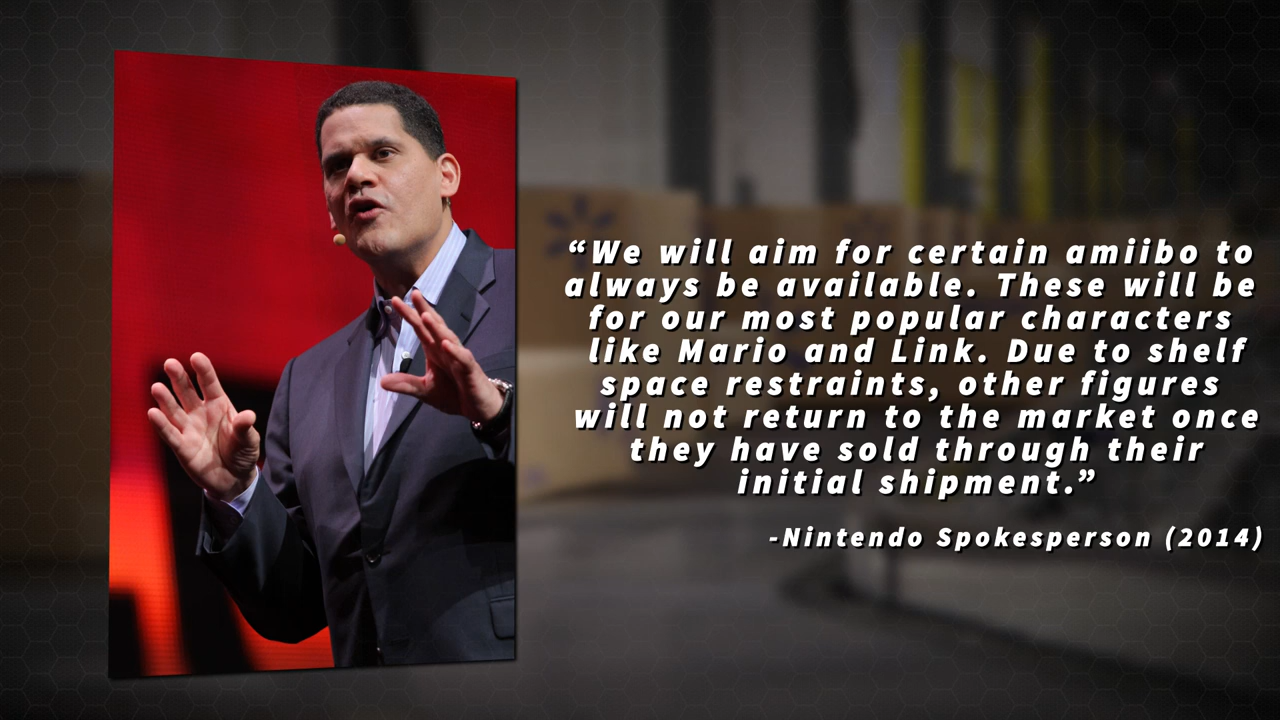 “We will aim for certain amiibo to
always be available. These will be
for our most popular characters
like Mario and Link. Due to shelf
space restraints, other figures
will not return to the market once
they have sold through their
initial shipment.”
-Nintendo Spokesperson (2014)